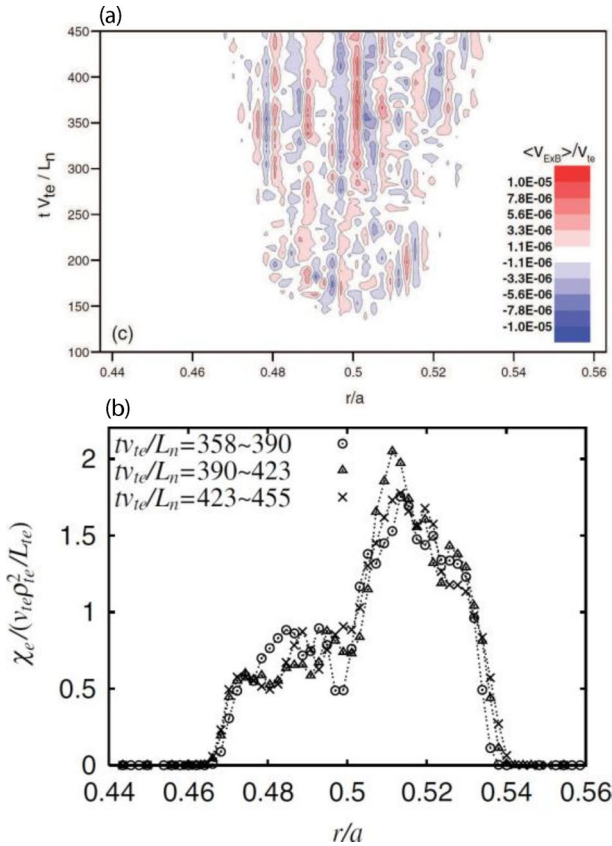 (a)
450
400
350
300
250
200
150
100
t v_te / L_n
<v_ExB>/v_te
1.0E-05
7.8E-06
5.6E-06
3.3E-06
1.1E-06
-1.1E-06
-3.3E-06
-5.6E-06
-7.8E-06
-1.0E-05
(c)
0.44 0.46 0.48 0.5 0.52 0.54 0.56
r/a
(b)
tv_te/L_n=358~390
tv_te/L_n=390~423
tv_te/L_n=423~455
2
1.5
1
0.5
0
χ_e/(v_teρ_te^2/L_te)
0.44 0.46 0.48 0.5 0.52 0.54 0.56
r/a